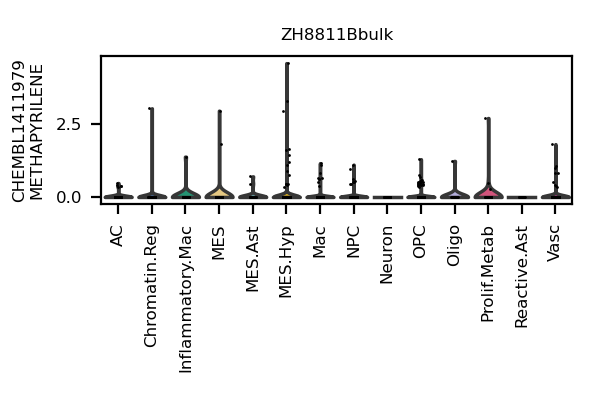 ZH8811Bbulk
CHEMBL1411979
METHAPYRILENE
2.5
0.0
AC
Chromatin.Reg
Inflammatory.Mac
MES
MES.Ast
MES.Hyp
Mac
NPC
Neuron
OPC
Oligo
Prolif.Metab
Reactive.Ast
Vasc